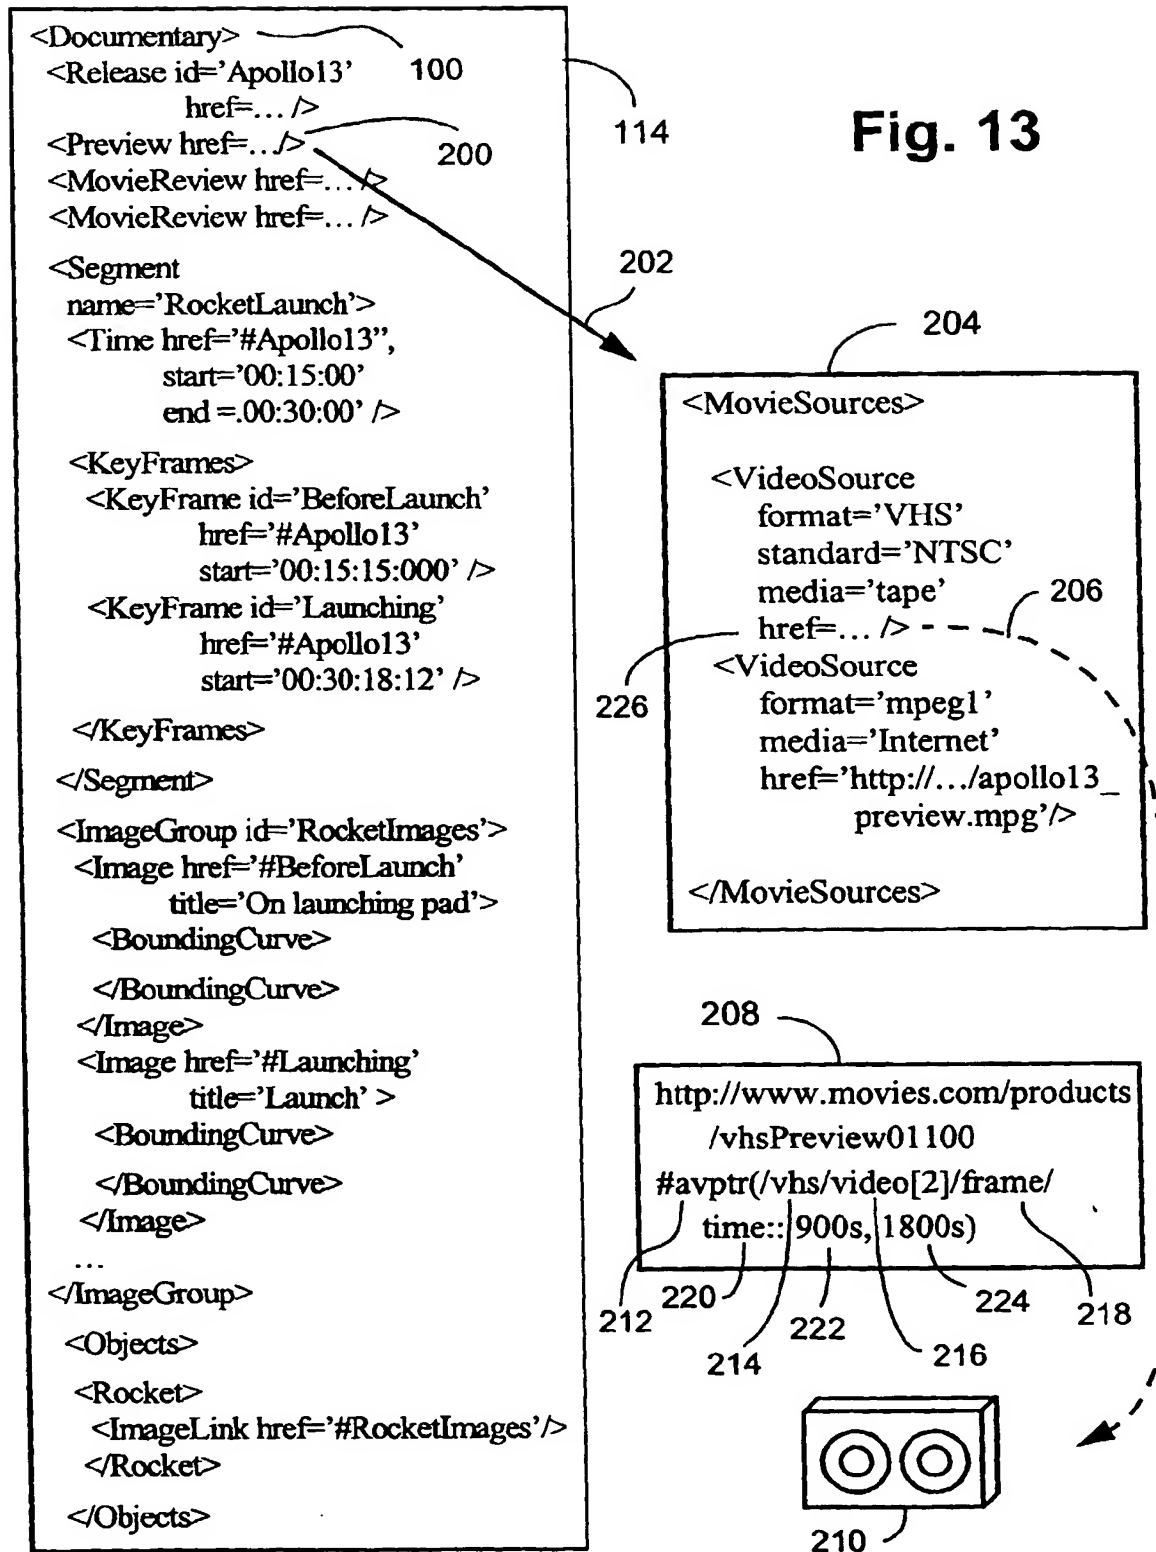 <Documentary>
100
<Release id='Apollo13'
href=... />
114
Fig. 13
<Preview href=.../>
200
<MovieReview href=... />
<MovieReview href=... />
<Segment
name='RocketLaunch'>
<Time href='#Apollo13",
start='00:15:00'
end =.00:30:00' />
<KeyFrames>
<KeyFrame id='BeforeLaunch'
href='#Apollo13'
start='00:15:15:000' />
<KeyFrame id='Launching'
href='#Apollo13'
start='00:30:18:12' />
</KeyFrames>
</Segment>
<ImageGroup id='RocketImages'>
<Image href='#BeforeLaunch'
title='On launching pad'>
<BoundingCurve>
</BoundingCurve>
</Image>
<Image href='#Launching'
title='Launch' >
<BoundingCurve>
</BoundingCurve>
</Image>
...
</ImageGroup>
<Objects>
<Rocket>
<ImageLink href='#RocketImages'/>
</Rocket>
</Objects>
202
204
<MovieSources>
<VideoSource
format='VHS'
standard='NTSC'
media='tape'
href=... />
206
226
<VideoSource
format='mpeg1'
media='Internet'
href='http://.../apollo13_
preview.mpg'/>
</MovieSources>
208
http://www.movies.com/products
/vhsPreview01100
#avptr(/vhs/video[2]/frame/
time:: 900s, 1800s)
212
220
214
222
216
224
218
210